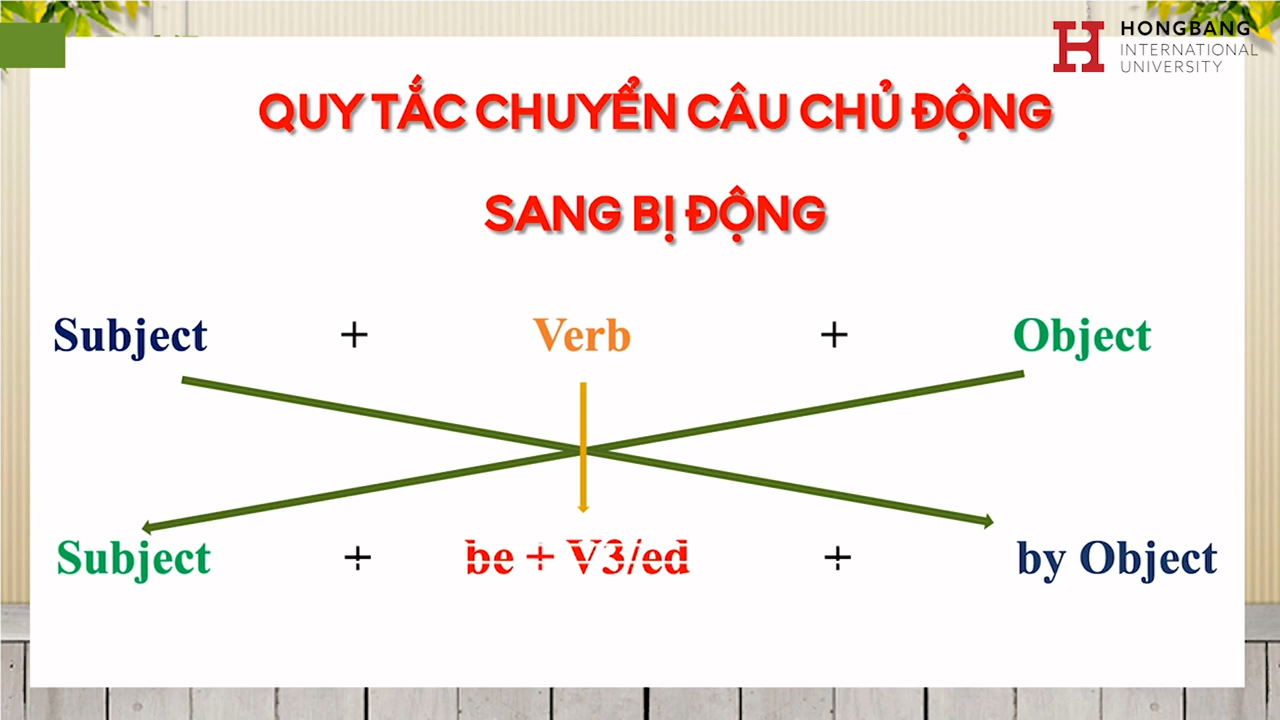 HONGBANG
INTERNATIONAL
UNIVERSITY
QUY TẮC CHUYỂN CÂU CHỦ ĐỘNG
SANG BỊ ĐỘNG
Subject + Verb + Object
Subject + be + V3/ed + by Object